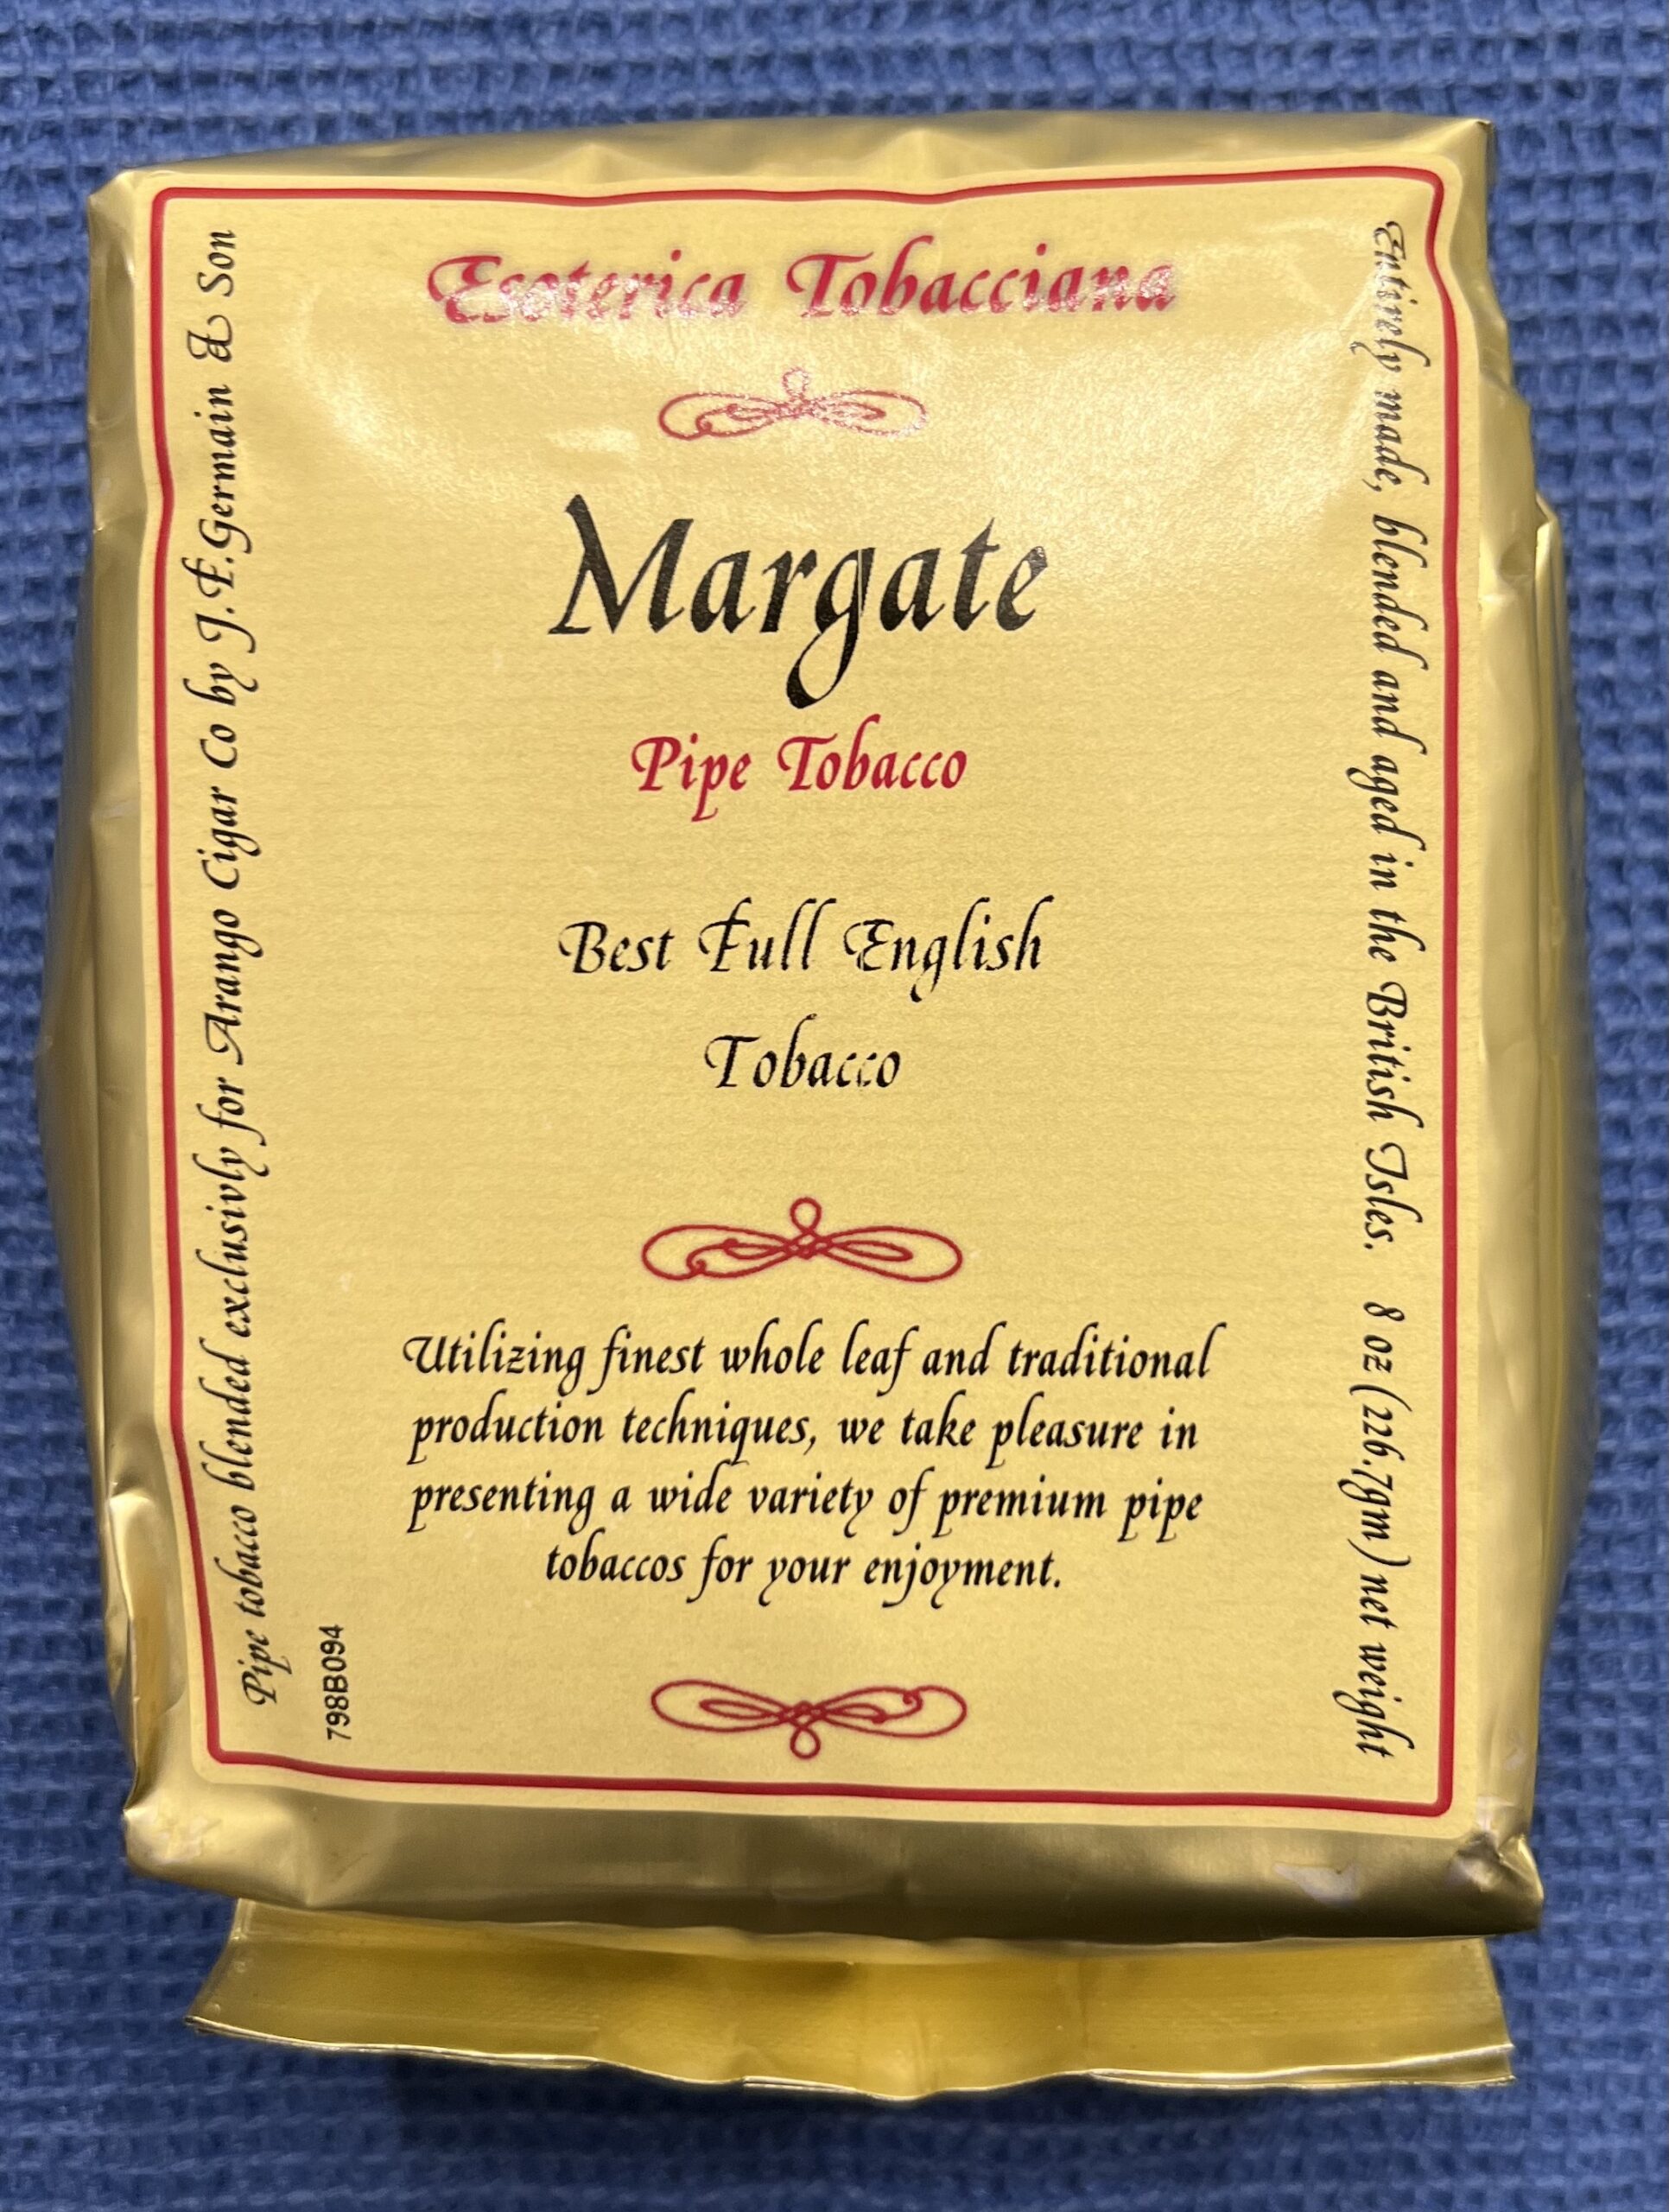 Esoterica Tobacciana
Margate
Pipe Tobacco
Best Full English
Tobacco
Utilizing finest whole leaf and traditional
production techniques, we take pleasure in
presenting a wide variety of premium pipe
tobaccos for your enjoyment.
Pipe tobacco blended exclusivly for Arango Cigar Co by J.F.Germain & Son
798B094
Entirely made, blended and aged in the British Isles. 8 oz (226.7gm) net weight